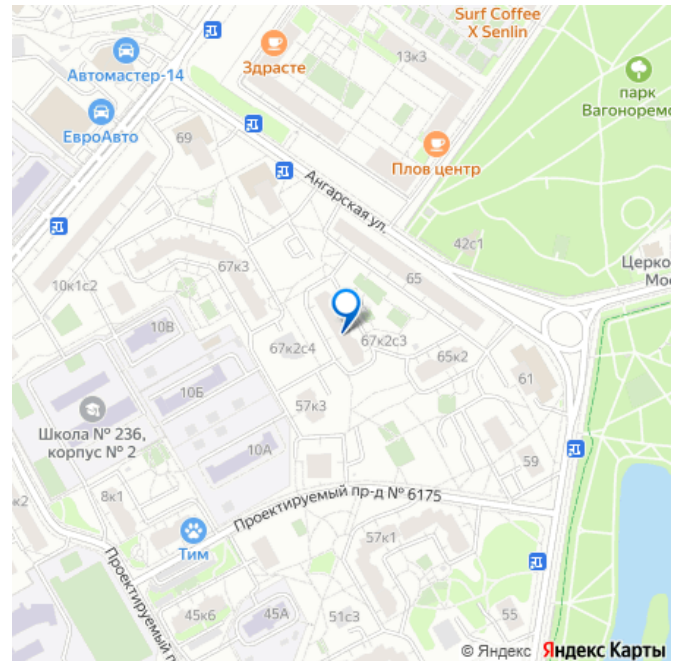 Surf Coffee
X Senlin
Здрасте
13к3
Автомастер-14
парк
Вагоноремо
ЕвроАвто
69
Плов центр
Ангарская ул.
42с1
67к3
65
Церко
Мос
10к1с2
10В
67к2с4
67к2с3
65к2
61
10Б
57к3
Школа № 236,
корпус № 2
10А
59
к2
8к1
Проектируемый пр-д № 6175
57к1
Тим
Проектируемый п
45к6
45А
51с3
55
© Яндекс Яндекс Карты